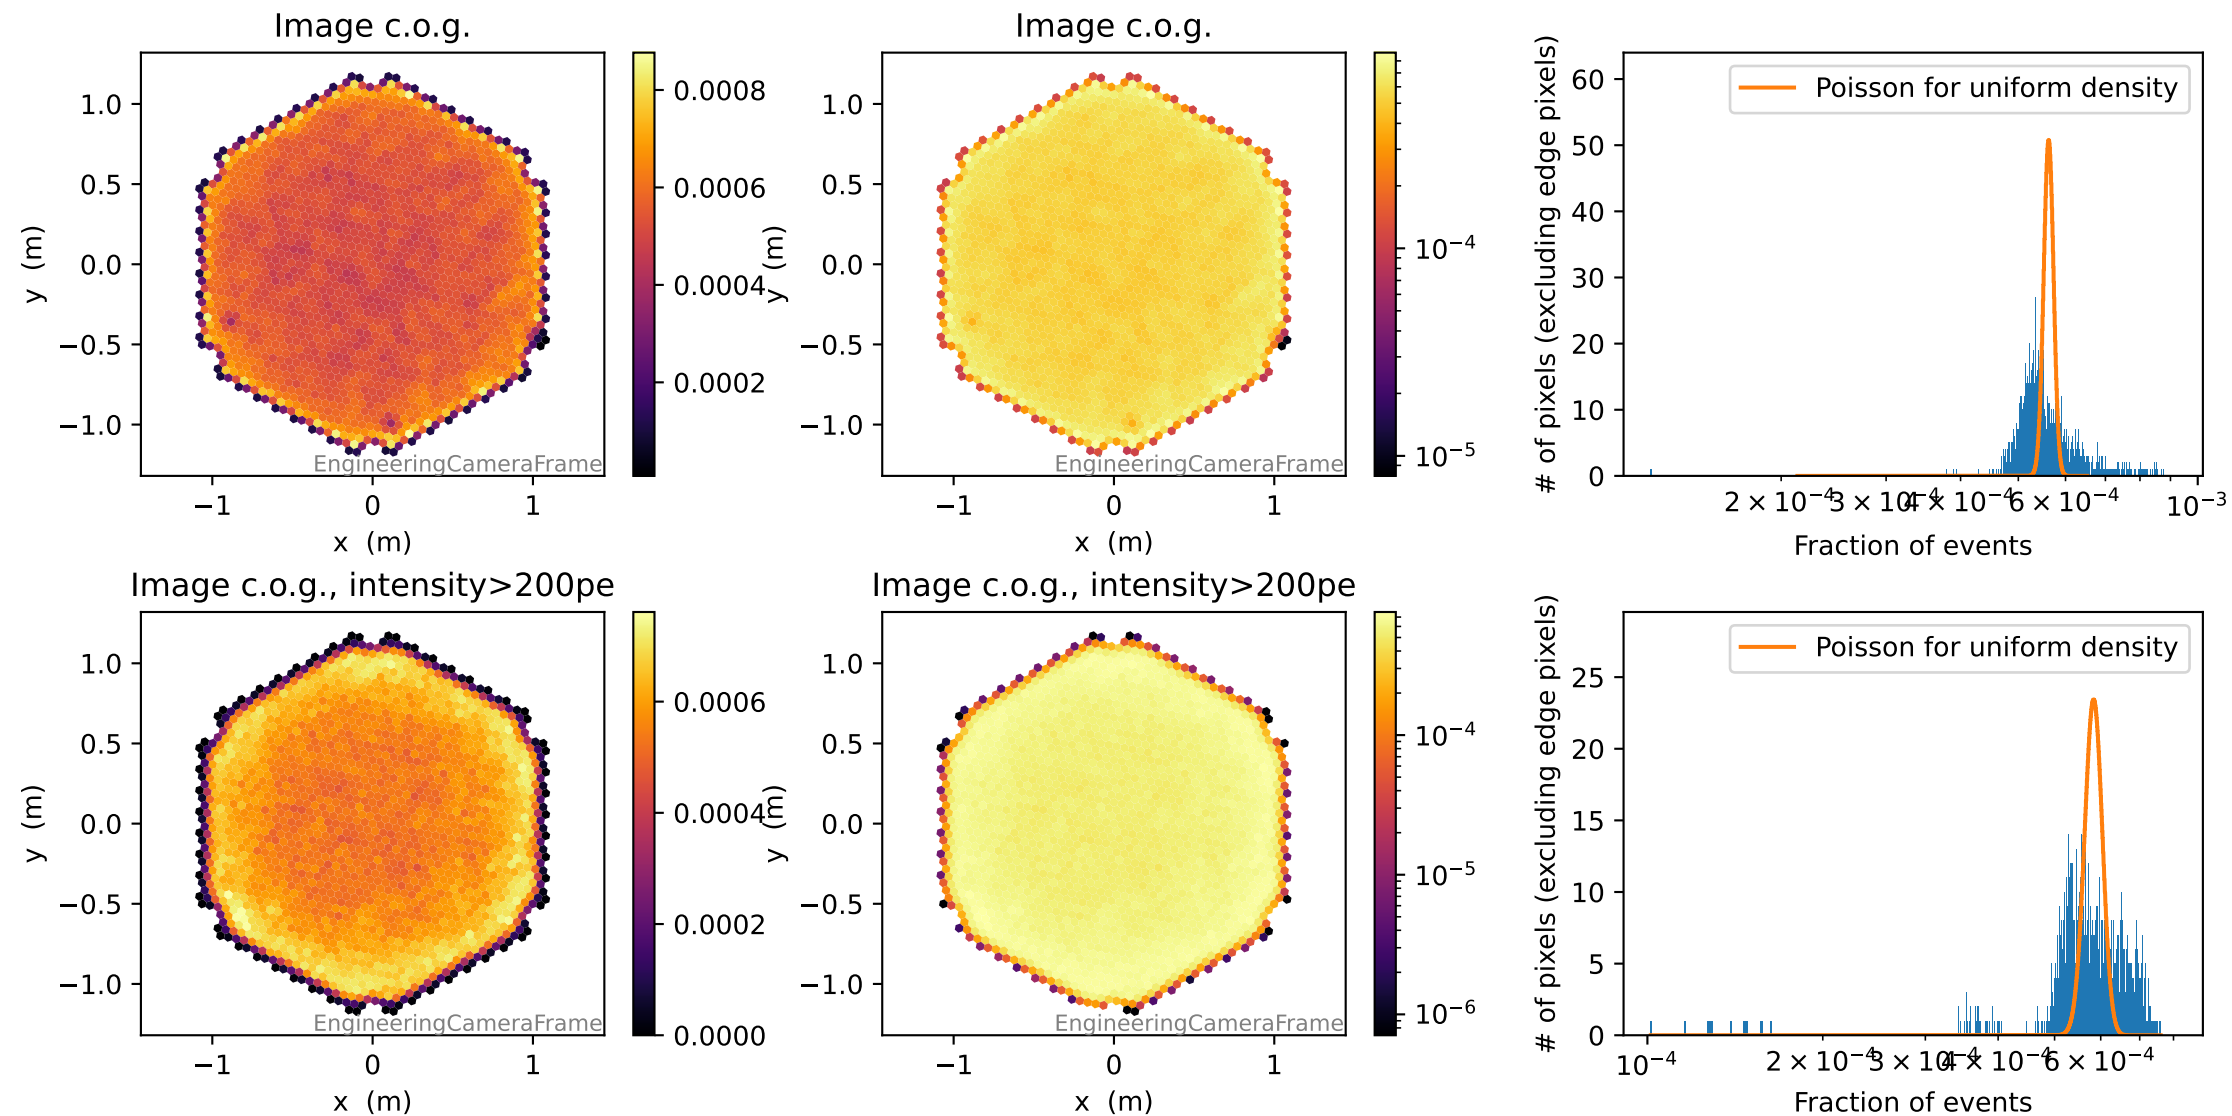 Image c.o.g.
y (m)
1.0
0.5
0.0
−0.5
−1.0
EngineeringCameraFrame
−1 0 1
x (m)
0.0008
0.0006
0.0004
0.0002
Image c.o.g.
y (m)
1.0
0.5
0.0
−0.5
−1.0
EngineeringCameraFrame
−1 0 1
x (m)
10⁻⁴
10⁻⁵
# of pixels (excluding edge pixels)
60
50
40
30
20
10
0
Poisson for uniform density
2 × 10⁻⁴ 3 × 10⁻⁴ 4 × 10⁻⁴ 6 × 10⁻⁴ 10⁻³
Fraction of events
Image c.o.g., intensity>200pe
y (m)
1.0
0.5
0.0
−0.5
−1.0
EngineeringCameraFrame
−1 0 1
x (m)
0.0006
0.0004
0.0002
0.0000
Image c.o.g., intensity>200pe
y (m)
1.0
0.5
0.0
−0.5
−1.0
EngineeringCameraFrame
−1 0 1
x (m)
10⁻⁴
10⁻⁵
10⁻⁶
# of pixels (excluding edge pixels)
25
20
15
10
5
0
Poisson for uniform density
10⁻⁴ 2 × 10⁻⁴ 3 × 10⁻⁴ 4 × 10⁻⁴ 6 × 10⁻⁴
Fraction of events